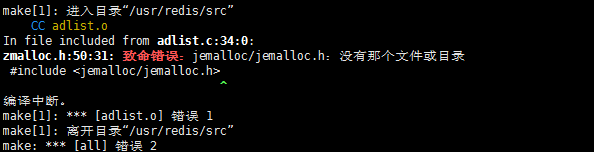 make[1]: 进入目录“/usr/redis/src”
    CC adlist.o
In file included from adlist.c:34:0:
zmalloc.h:50:31: 致命错误：jemalloc/jemalloc.h：没有那个文件或目录
 #include <jemalloc/jemalloc.h>
                               ^
编译中断。
make[1]: *** [adlist.o] 错误 1
make[1]: 离开目录“/usr/redis/src”
make: *** [all] 错误 2